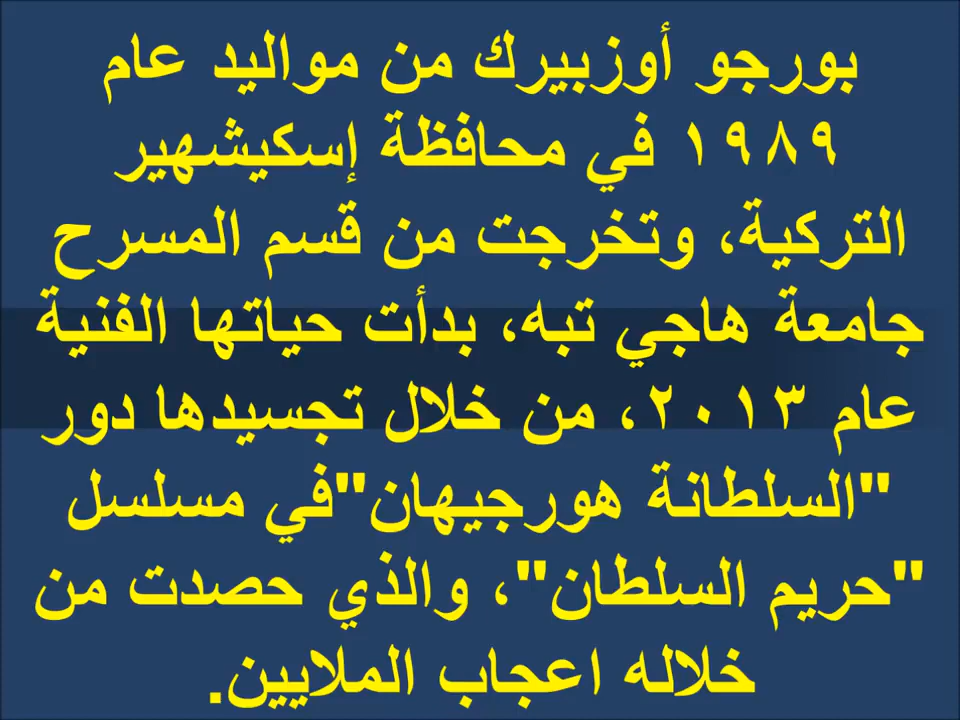 بورجو أوزبيرك من مواليد عام
١٩٨٩ في محافظة إسكيشهير
التركية، وتخرجت من قسم المسرح
جامعة هاجي تبه، بدأت حياتها الفنية
عام ٢٠١٣، من خلال تجسيدها دور
"السلطانة هورجيهان"في مسلسل
"حريم السلطان"، والذي حصدت من
خلاله اعجاب الملايين.